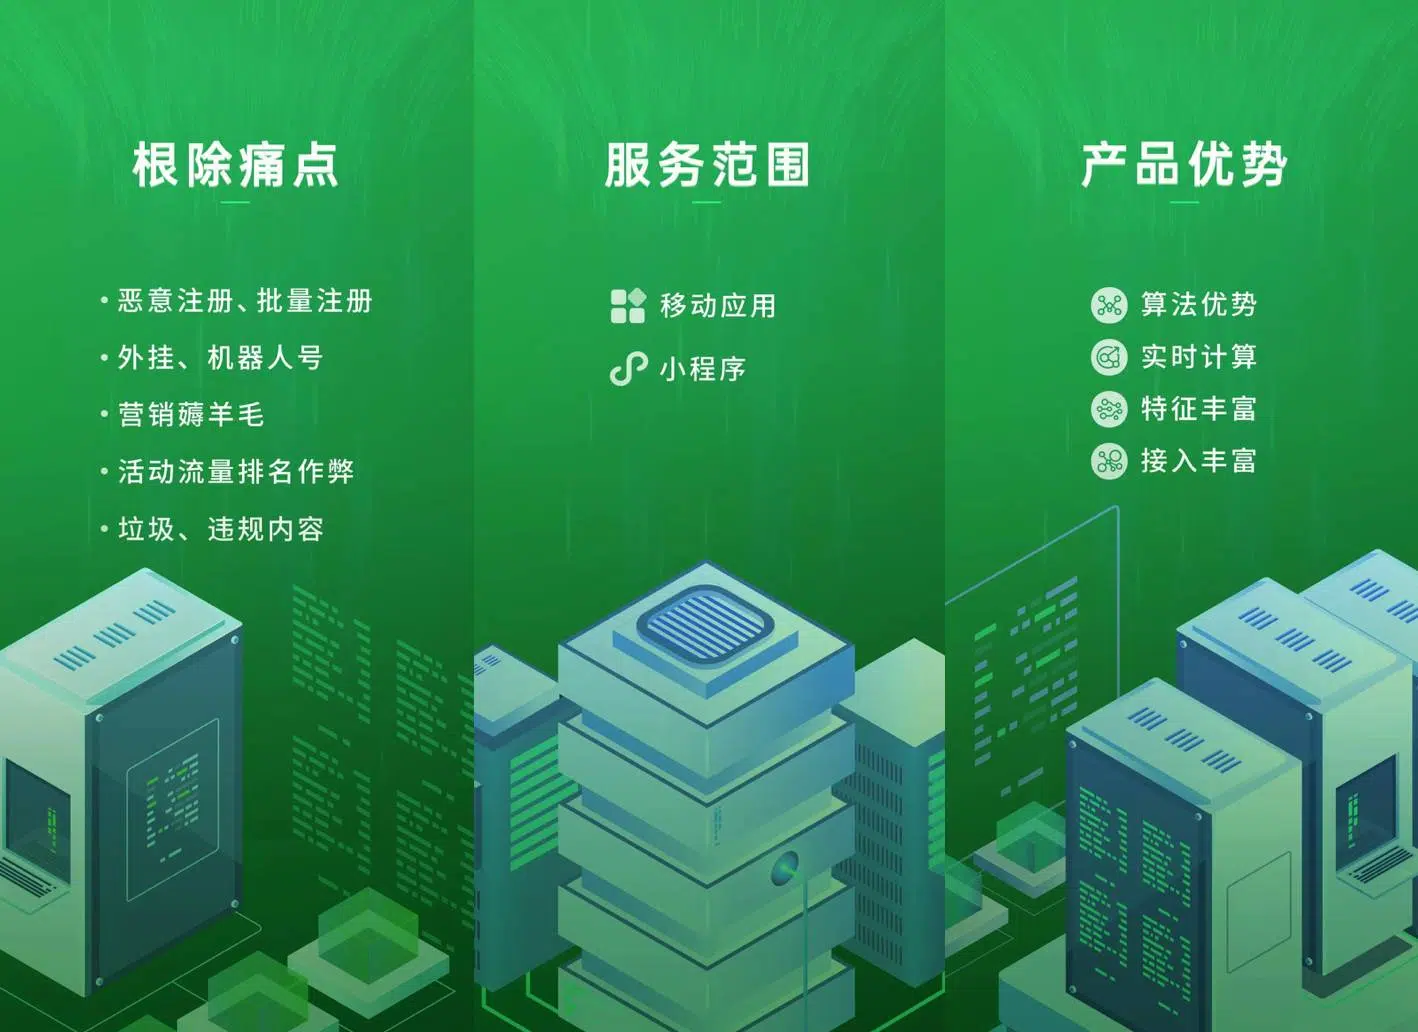 根除痛点
• 恶意注册、批量注册
• 外挂、机器人号
• 营销薅羊毛
• 活动流量排名作弊
• 垃圾、违规内容
服务范围
移动应用
小程序
产品优势
算法优势
实时计算
特征丰富
接入丰富